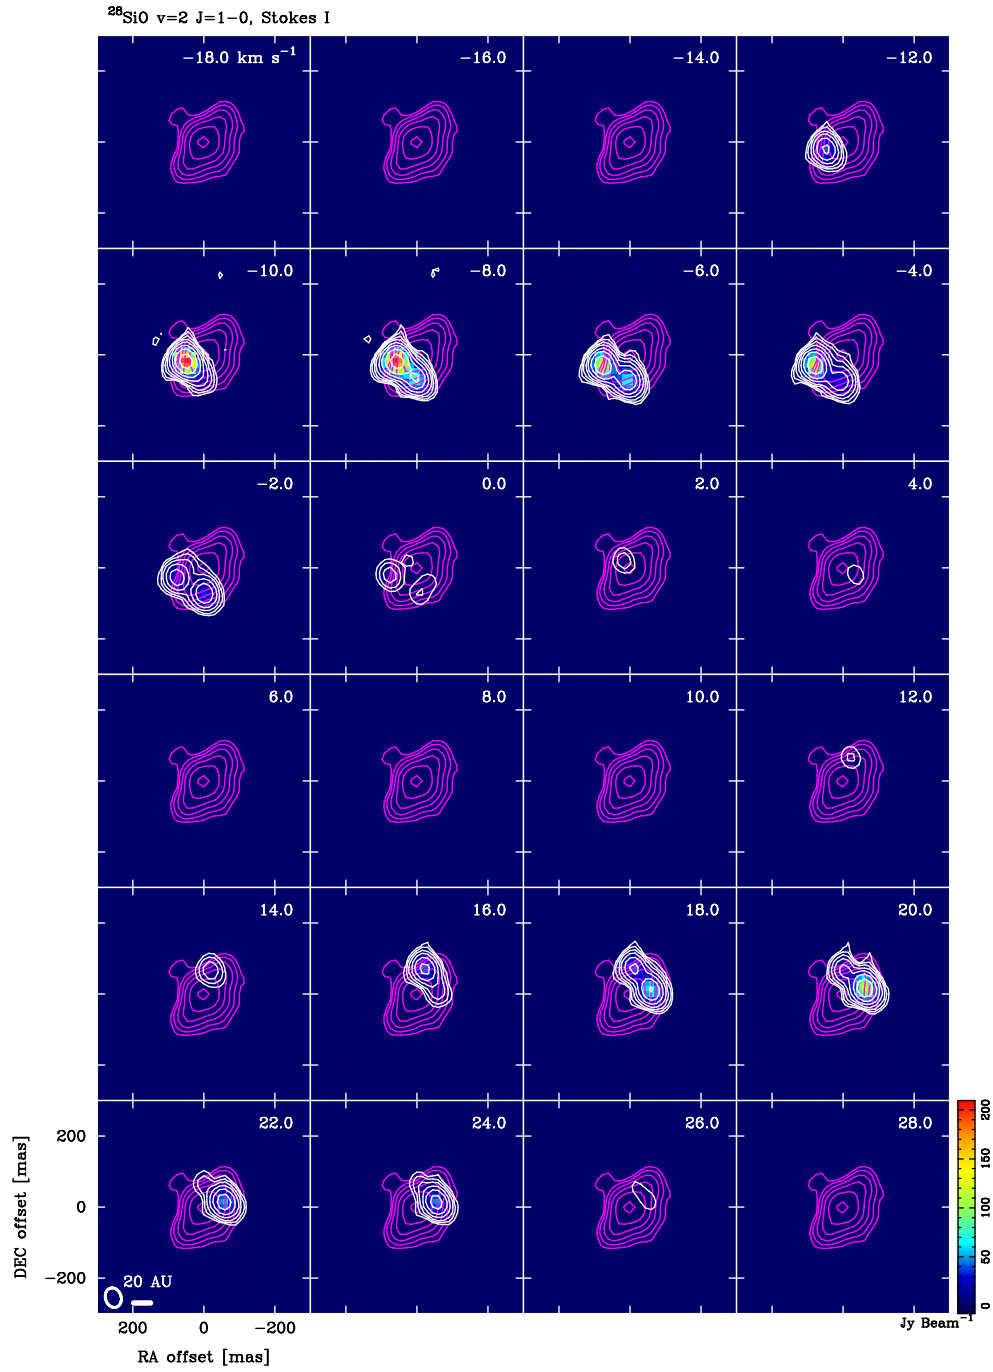 ²⁸SiO v=2 J=1−0, Stokes I
−18.0 km s⁻¹ −16.0 −14.0 −12.0
−10.0 −8.0 −6.0 −4.0
−2.0 0.0 2.0 4.0
6.0 8.0 10.0 12.0
14.0 16.0 18.0 20.0
22.0 24.0 26.0 28.0
200
0
−200
DEC offset [mas]
20 AU
200 0 −200
RA offset [mas]
200
150
100
50
0
Jy Beam⁻¹